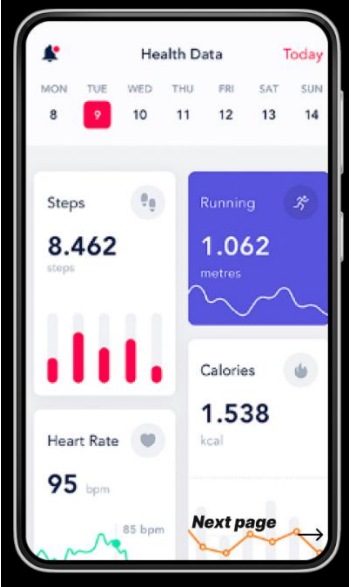 Health Data
Today
MON TUE WED THU FRI SAT SUN
8 9 10 11 12 13 14
Steps
8.462
steps
Running
1.062
metres
Calories
1.538
kcal
Heart Rate
95 bpm
85 bpm
Next page